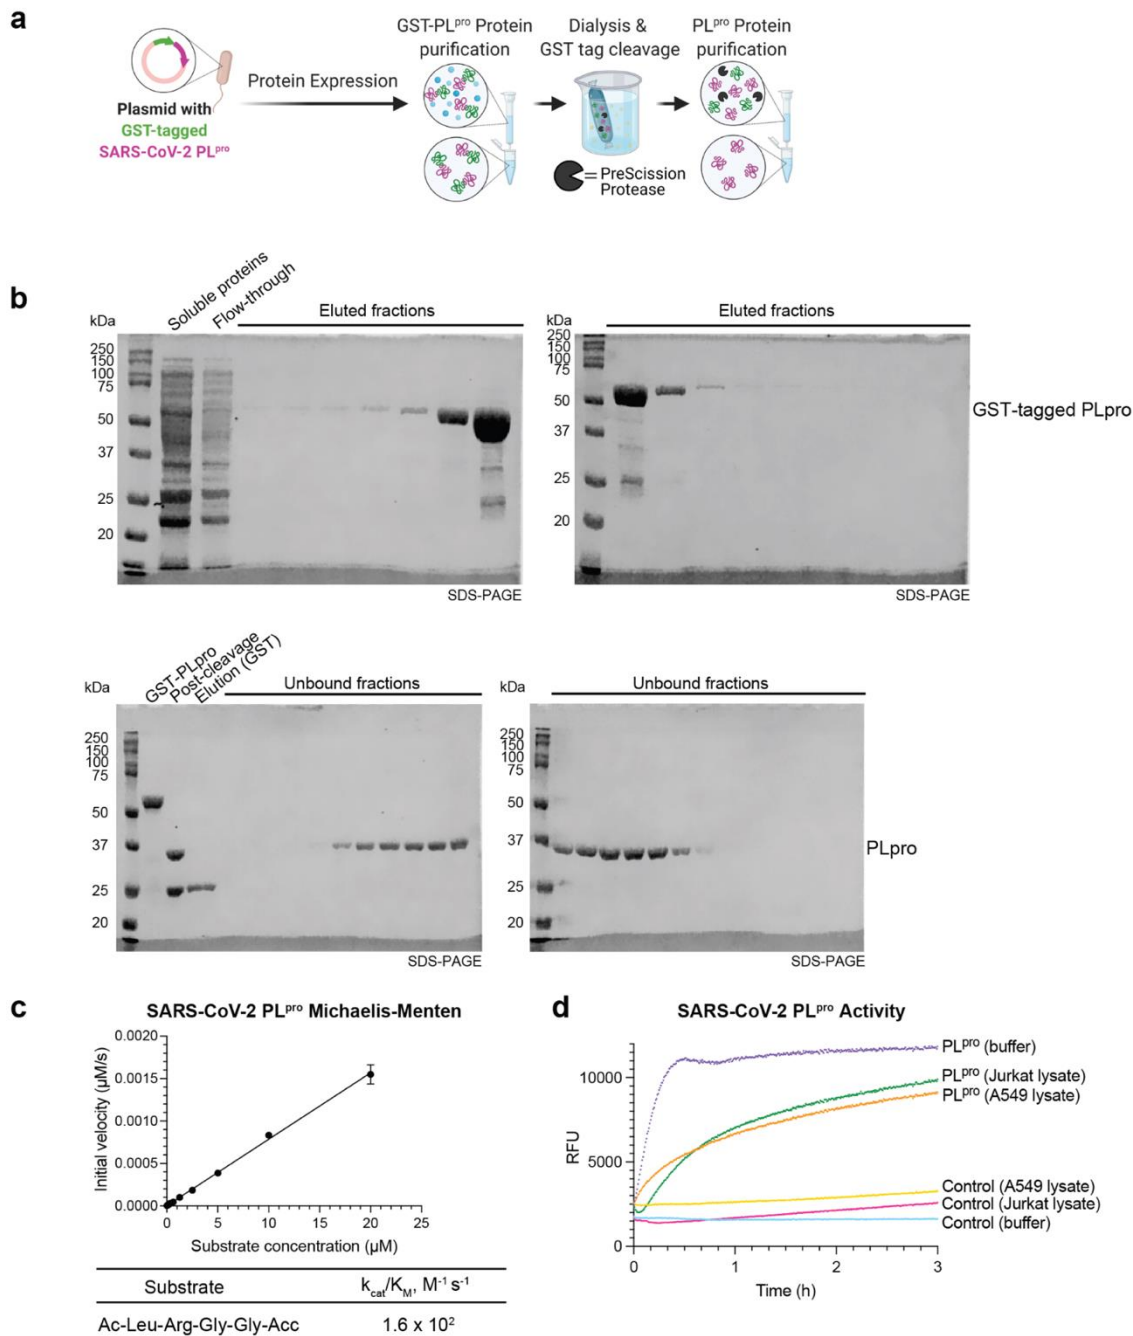 a
Plasmid with
GST-tagged
SARS-CoV-2 PLpro
Protein Expression
GST-PLpro Protein
purification
Dialysis &
GST tag cleavage
= PreScission
Protease
PLpro Protein
purification
b
kDa
Soluble proteins
Flow-through
Eluted fractions
250
150
100
75
50
37
25
20
SDS-PAGE
Eluted fractions
kDa
250
150
100
75
50
37
25
20
GST-tagged PLpro
SDS-PAGE
kDa
GST-PLpro
Post-cleavage
Elution (GST)
Unbound fractions
250
150
100
75
50
37
25
20
SDS-PAGE
kDa
Unbound fractions
250
150
100
75
50
37
25
20
PLpro
SDS-PAGE
c
SARS-CoV-2 PLpro Michaelis-Menten
Initial velocity (µM/s)
0.0020
0.0015
0.0010
0.0005
0.0000
0 5 10 15 20 25
Substrate concentration (µM)
Substrate kcat/KM, M-1 s-1
Ac-Leu-Arg-Gly-Gly-Acc 1.6 x 10²
d
SARS-CoV-2 PLpro Activity
RFU
10000
5000
0
0 1 2 3
Time (h)
PLpro (buffer)
PLpro (Jurkat lysate)
PLpro (A549 lysate)
Control (A549 lysate)
Control (Jurkat lysate)
Control (buffer)